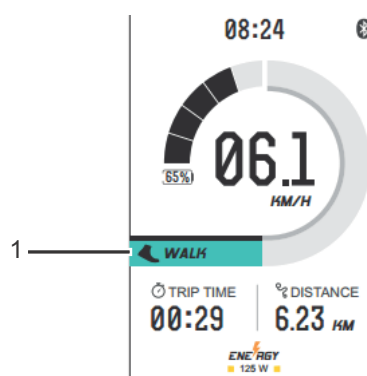 08:24
65%
06.1
KM/H
1
WALK
TRIP TIME
DISTANCE
00:29
6.23 KM
ENERGY
125 W